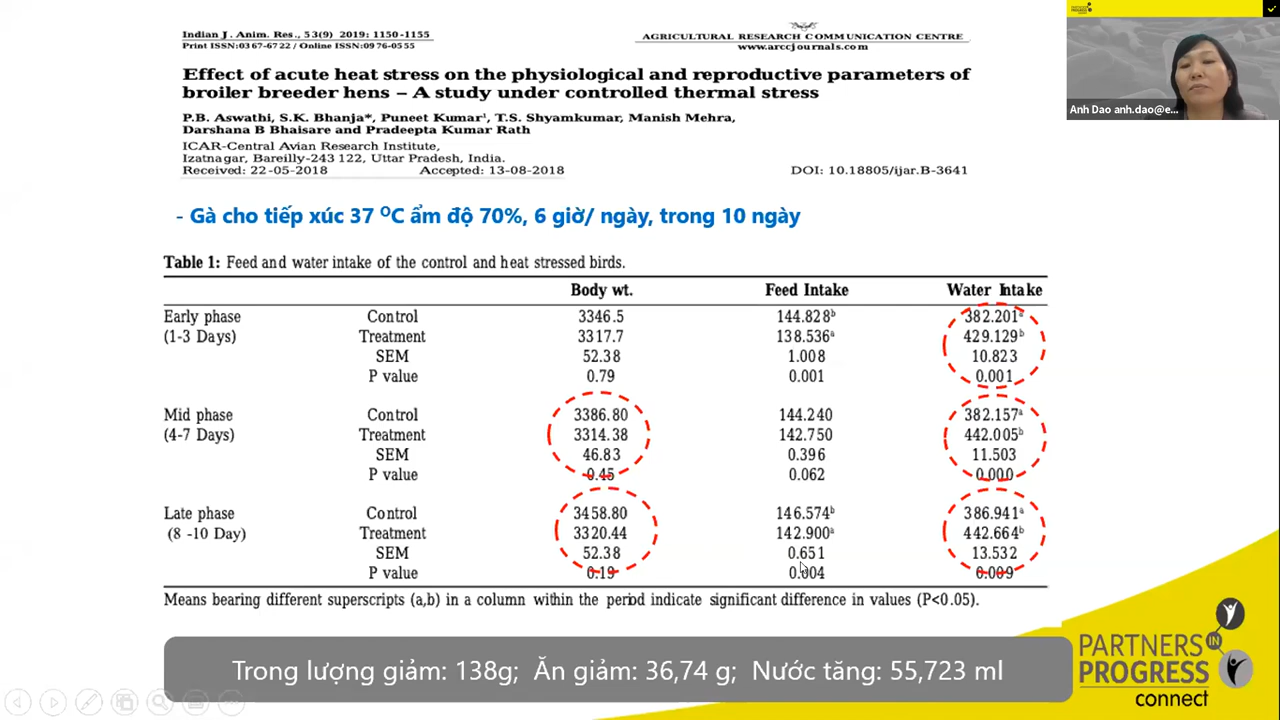 Indian J. Anim. Res., 53(9) 2019: 1150-1155
Print ISSN:0367-6722 / Online ISSN:0976-0555
AGRICULTURAL RESEARCH COMMUNICATION CENTRE
www.arccjournals.com
Effect of acute heat stress on the physiological and reproductive parameters of
broiler breeder hens – A study under controlled thermal stress
P.B. Aswathi, S.K. Bhanja*, Puneet Kumar¹, T.S. Shyamkumar, Manish Mehra,
Darshana B Bhaisare and Pradeepta Kumar Rath
ICAR-Central Avian Research Institute,
Izatnagar, Bareilly-243 122, Uttar Pradesh, India.
Received: 22-05-2018 Accepted: 13-08-2018 DOI: 10.18805/ijar.B-3641
Anh Dao anh.dao@e...
- Gà cho tiếp xúc 37 ᴼC ẩm độ 70%, 6 giờ/ ngày, trong 10 ngày
Table 1: Feed and water intake of the control and heat stressed birds.
Body wt. Feed Intake Water Intake
Early phase Control 3346.5 144.828ᵇ 382.201ᵃ
(1-3 Days) Treatment 3317.7 138.536ᵃ 429.129ᵇ
SEM 52.38 1.008 10.823
P value 0.79 0.001 0.001
Mid phase Control 3386.80 144.240 382.157ᵃ
(4-7 Days) Treatment 3314.38 142.750 442.005ᵇ
SEM 46.83 0.396 11.503
P value 0.45 0.062 0.000
Late phase Control 3458.80 146.574ᵇ 386.941ᵃ
(8 -10 Day) Treatment 3320.44 142.900ᵃ 442.664ᵇ
SEM 52.38 0.651 13.532
P value 0.19 0.004 0.009
Means bearing different superscripts (a,b) in a column within the period indicate significant difference in values (P<0.05).
Trong lượng giảm: 138g; Ăn giảm: 36,74 g; Nước tăng: 55,723 ml
PARTNERS
IN
PROGRESS
connect